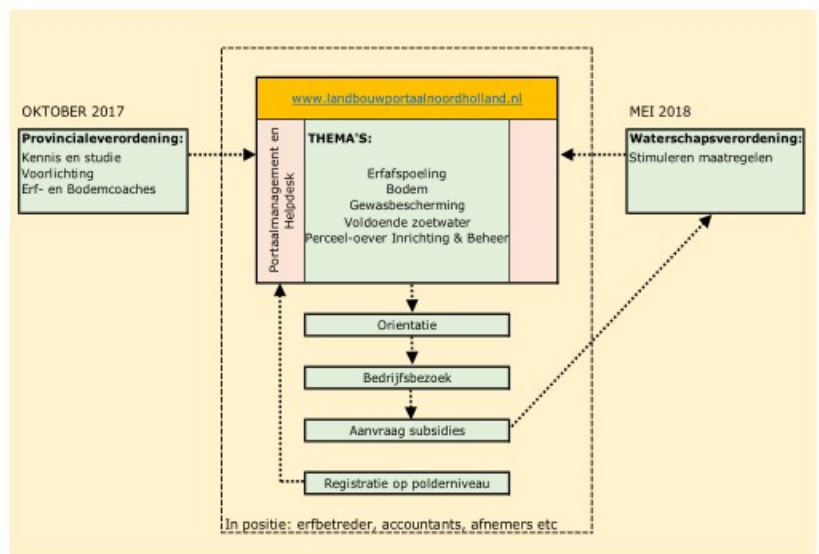 OKTOBER 2017
Provincialeverordening:
Kennis en studie
Voorlichting
Erf- en Bodemcoaches
www.landbouwportaalnoordholland.nl
Portaalmanagement en
Helpdesk
THEMA'S:
Erfafspoeling
Bodem
Gewasbescherming
Voldoende zoetwater
Perceel-oever Inrichting & Beheer
MEI 2018
Waterschapsverordening:
Stimuleren maatregelen
Orientatie
Bedrijfsbezoek
Aanvraag subsidies
Registratie op polderniveau
In positie: erfbetreder, accountants, afnemers etc